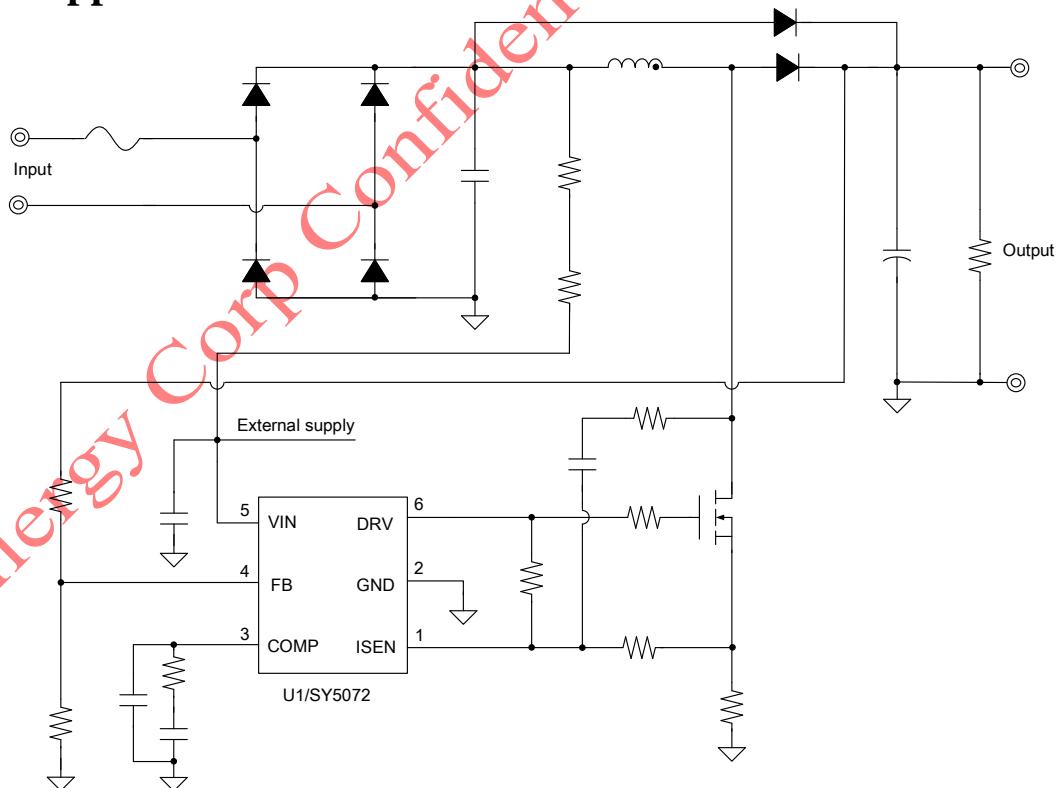 Input
Output
External supply
5 VIN
DRV 6
4 FB
GND 2
3 COMP
ISEN 1
U1/SY5072
Corp Confiden